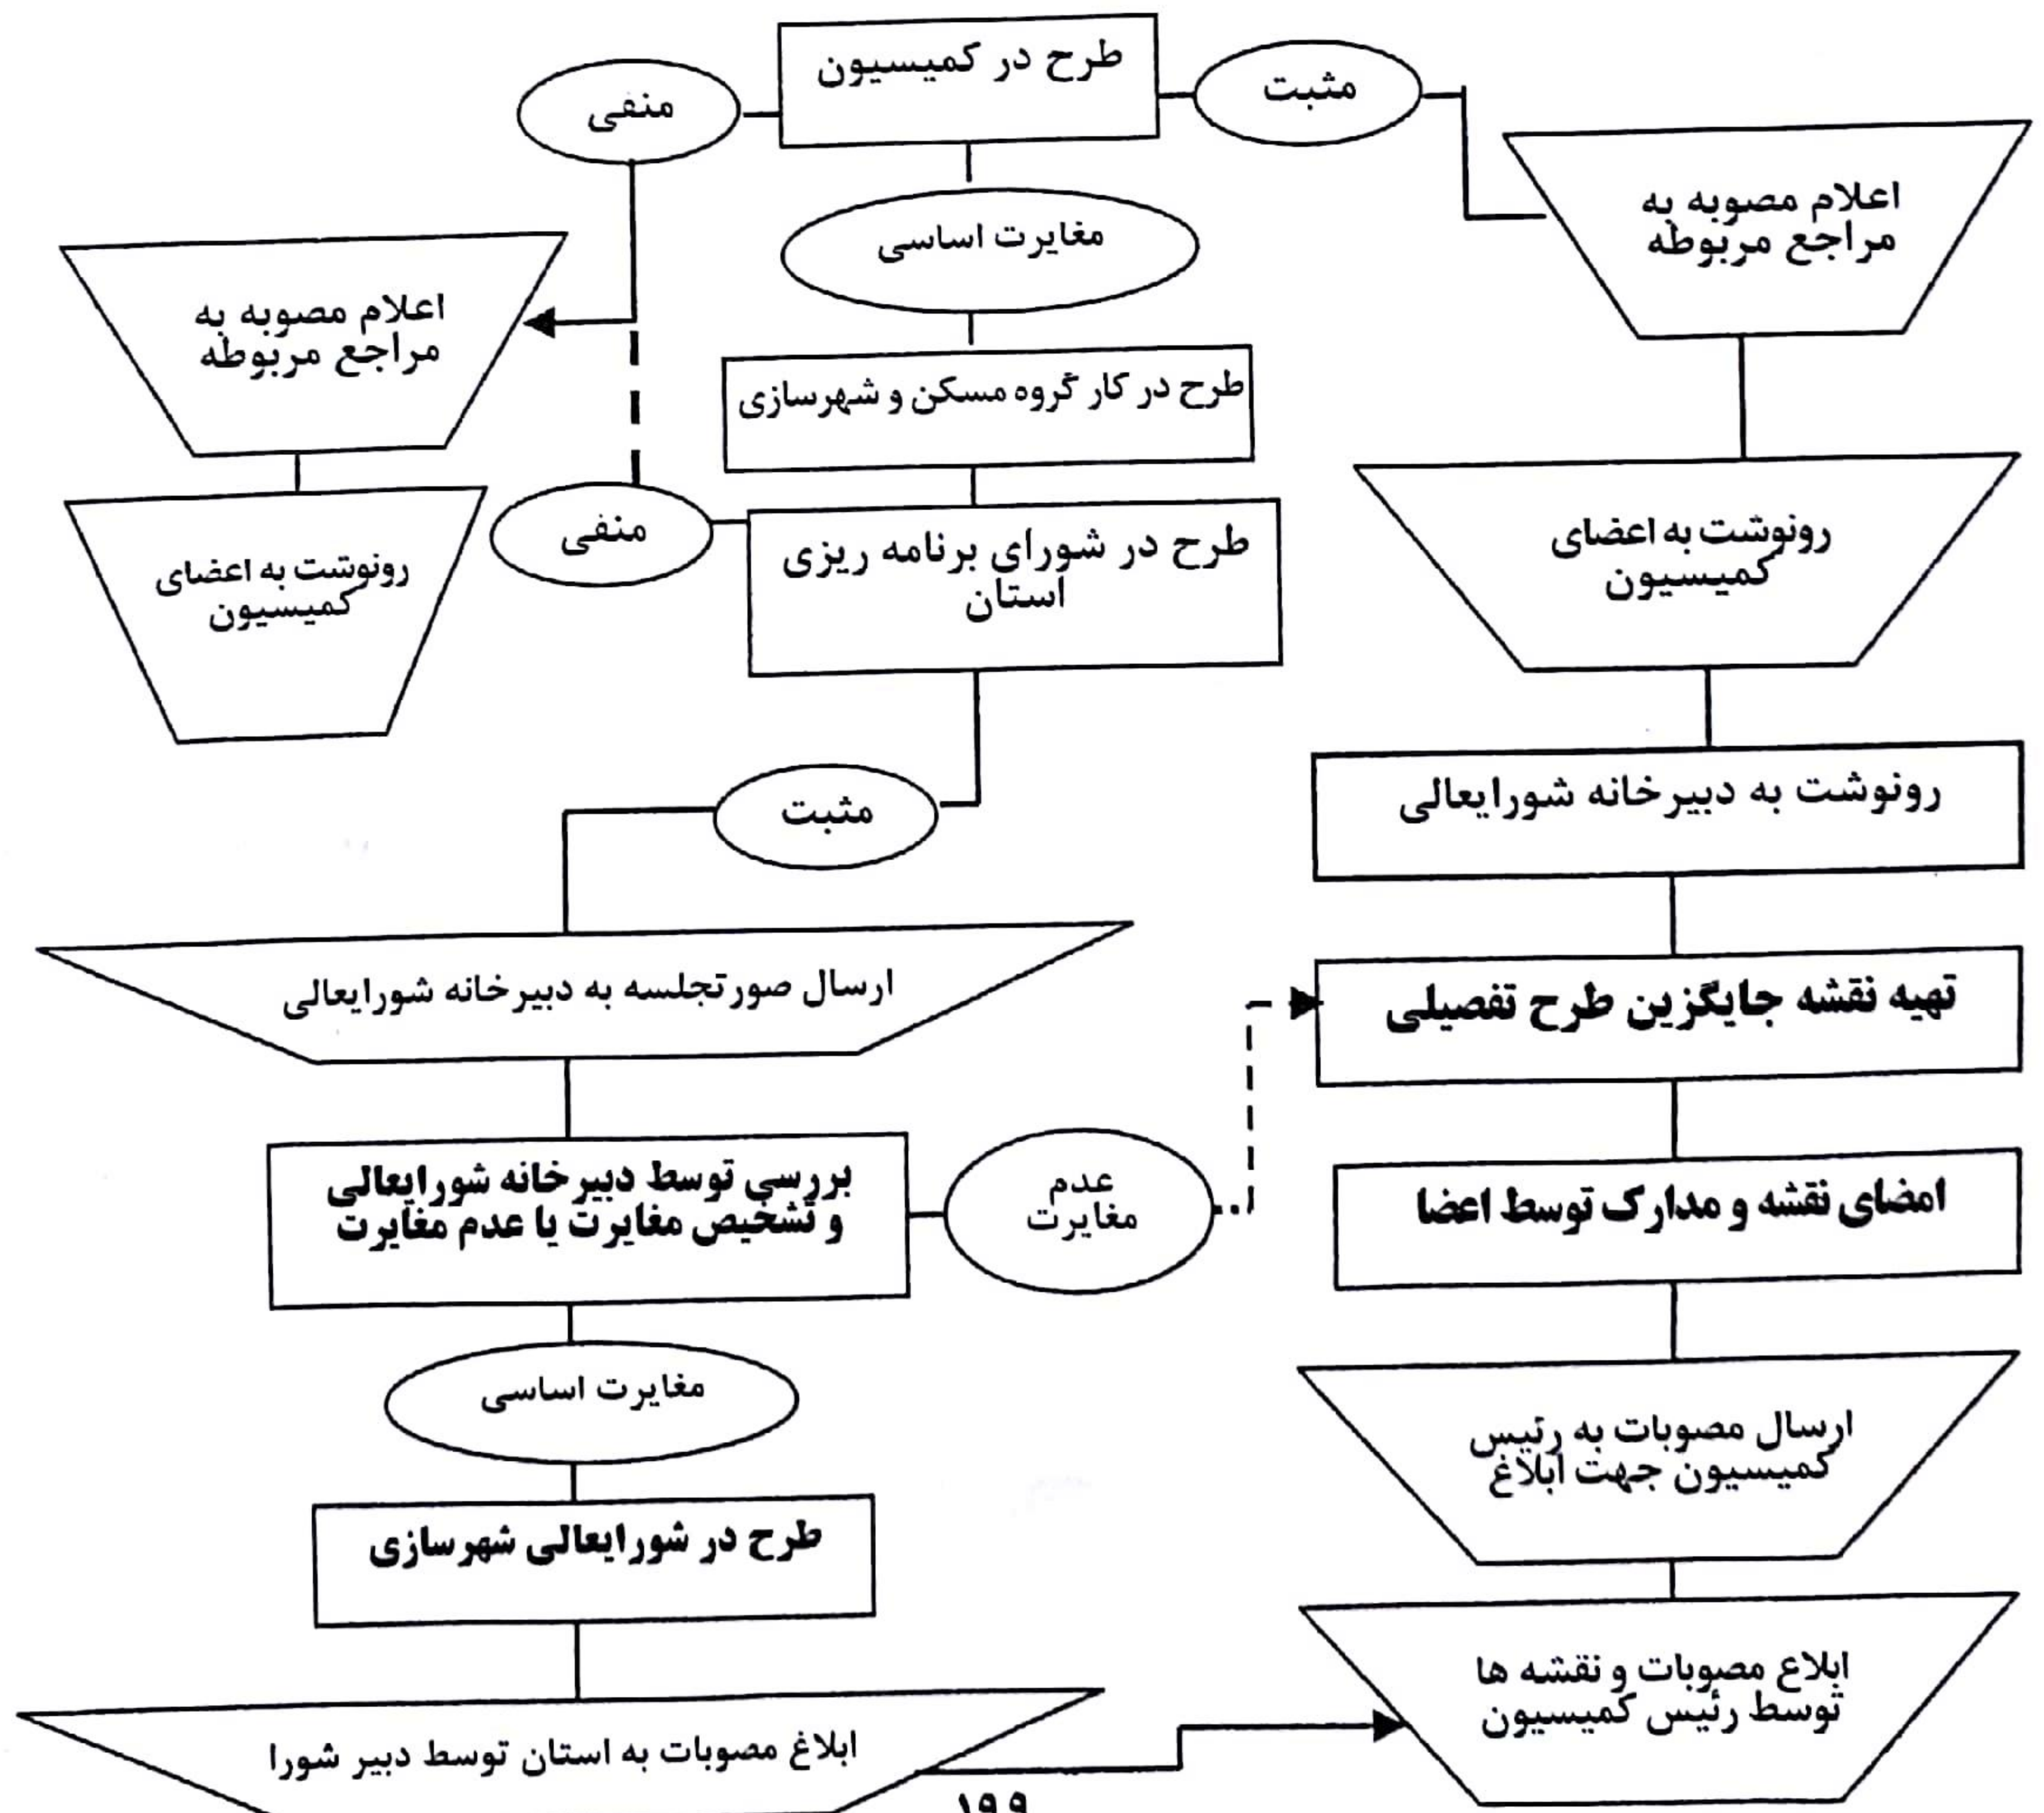 طرح در کمیسیون
مثبت
منفی
اعلام مصوبه به
مراجع مربوطه
مغایرت اساسی
اعلام مصوبه به
مراجع مربوطه
طرح در کار گروه مسکن و شهرسازی
رونوشت به اعضای
کمیسیون
طرح در شورای برنامه ریزی
استان
منفی
رونوشت به اعضای
کمیسیون
رونوشت به دبیرخانه شورایعالی
مثبت
ارسال صورتجلسه به دبیرخانه شورایعالی
تهیه نقشه جایگزین طرح تفصیلی
بررسی توسط دبیرخانه شورایعالی
و تشخیص مغایرت یا عدم مغایرت
عدم
مغایرت
امضای نقشه و مدارک توسط اعضا
مغایرت اساسی
ارسال مصوبات به رئیس
کمیسیون جهت ابلاغ
طرح در شورایعالی شهرسازی
ابلاع مصوبات و نقشه ها
توسط رئیس کمیسیون
ابلاغ مصوبات به استان توسط دبیر شورا
۱۹۹